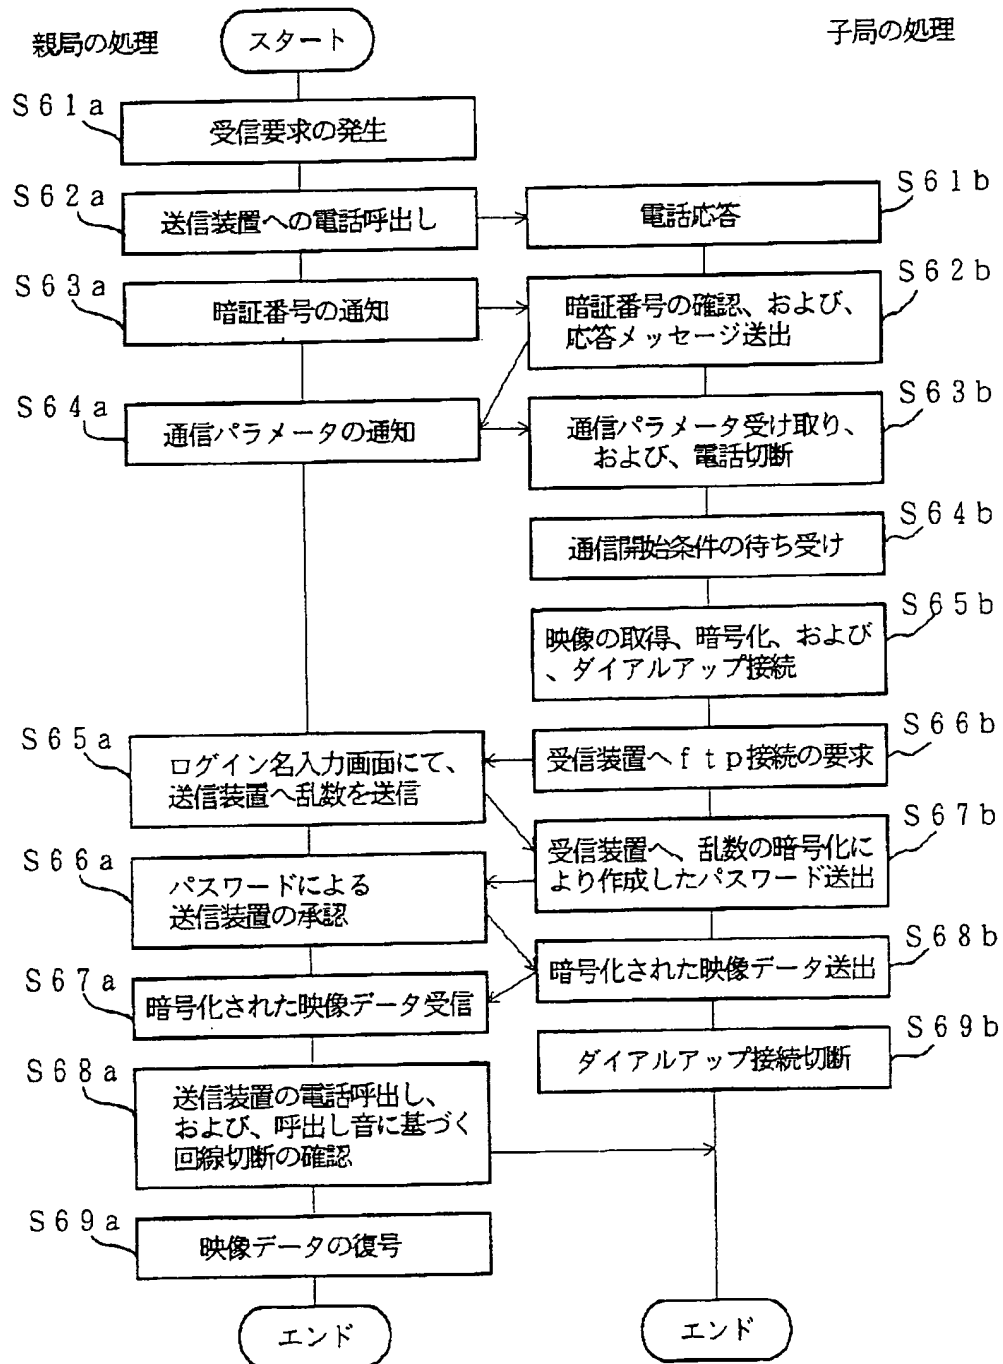 親局の処理
スタート
子局の処理
S61a
受信要求の発生
S62a
送信装置への電話呼出し
S61b
電話応答
S63a
暗証番号の通知
S62b
暗証番号の確認、および、
応答メッセージ送出
S64a
通信パラメータの通知
S63b
通信パラメータ受け取り、
および、電話切断
S64b
通信開始条件の待ち受け
S65b
映像の取得、暗号化、および
、ダイアルアップ接続
S65a
ログイン名入力画面にて、
送信装置へ乱数を送信
S66b
受信装置へftp接続の要求
S67b
受信装置へ、乱数の暗号化に
より作成したパスワード送出
S66a
パスワードによる
送信装置の承認
S68b
暗号化された映像データ送出
S67a
暗号化された映像データ受信
S69b
ダイアルアップ接続切断
S68a
送信装置の電話呼出し、
および、呼出し音に基づく
回線切断の確認
S69a
映像データの復号
エンド
エンド